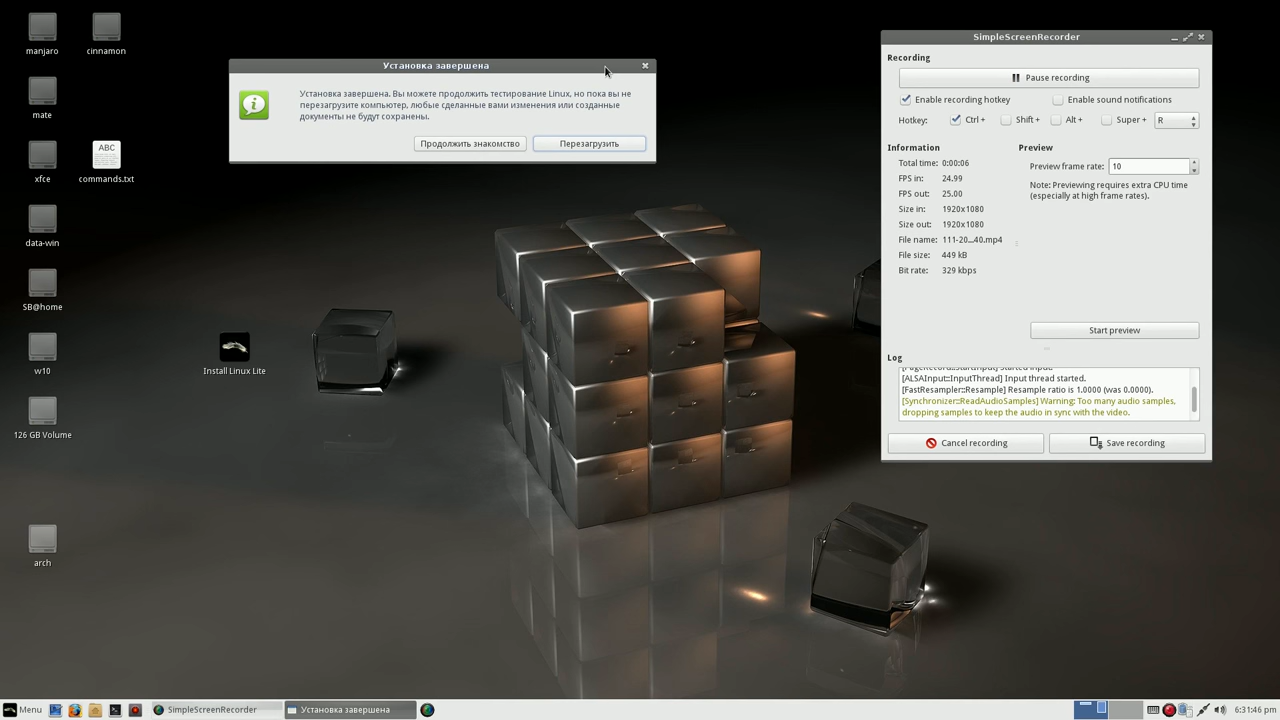 manjaro
cinnamon
mate
xfce
ABC
commands.txt
data-win
SB@home
w10
126 GB Volume
arch
Install Linux Lite
Установка завершена
Установка завершена. Вы можете продолжить тестирование Linux, но пока вы не
перезагрузите компьютер, любые сделанные вами изменения или созданные
документы не будут сохранены.
Продолжить знакомство
Перезагрузить
SimpleScreenRecorder
Recording
Pause recording
Enable recording hotkey
Enable sound notifications
Hotkey: Ctrl + Shift + Alt + Super + R
Information
Total time: 0:00:06
FPS in: 24.99
FPS out: 25.00
Size in: 1920x1080
Size out: 1920x1080
File name: 111-20...40.mp4
File size: 449 kB
Bit rate: 329 kbps
Preview
Preview frame rate: 10
Note: Previewing requires extra CPU time
(especially at high frame rates).
Start preview
Log
[PageRecord::StartInput] Started input.
[ALSAInput::InputThread] Input thread started.
[FastResampler::Resample] Resample ratio is 1.0000 (was 0.0000).
[Synchronizer::ReadAudioSamples] Warning: Too many audio samples,
dropping samples to keep the audio in sync with the video.
Cancel recording
Save recording
Menu
SimpleScreenRecorder
Установка завершена
6:31:46 pm